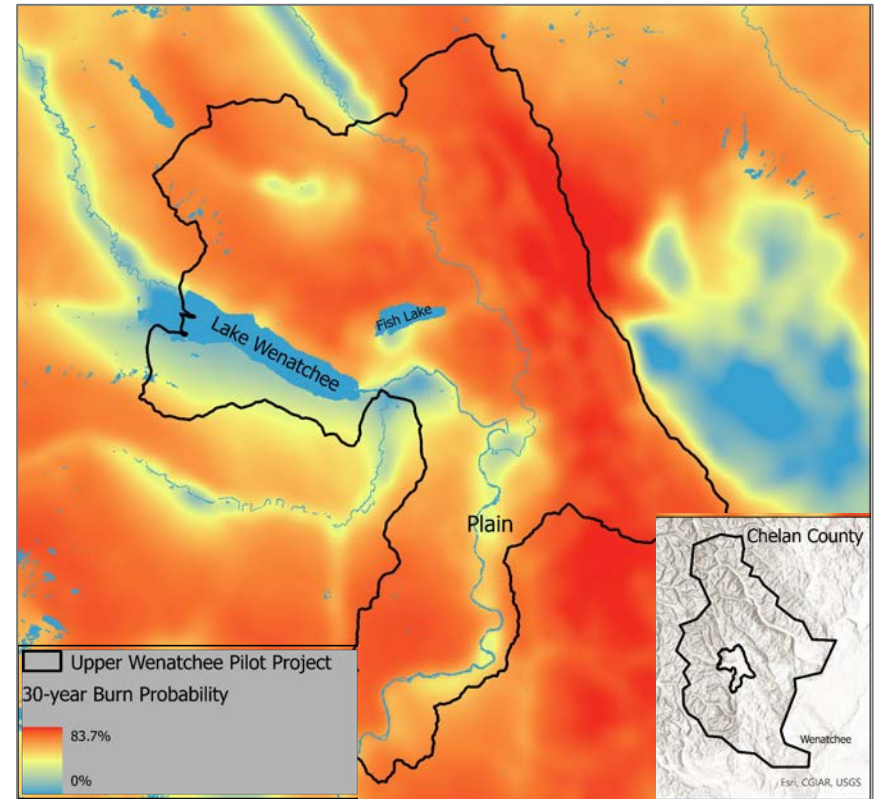 Lake Wenatchee
Fish Lake
Plain
Upper Wenatchee Pilot Project
30-year Burn Probability
83.7%
0%
Chelan County
Wenatchee
Esri, CGIAR, USGS